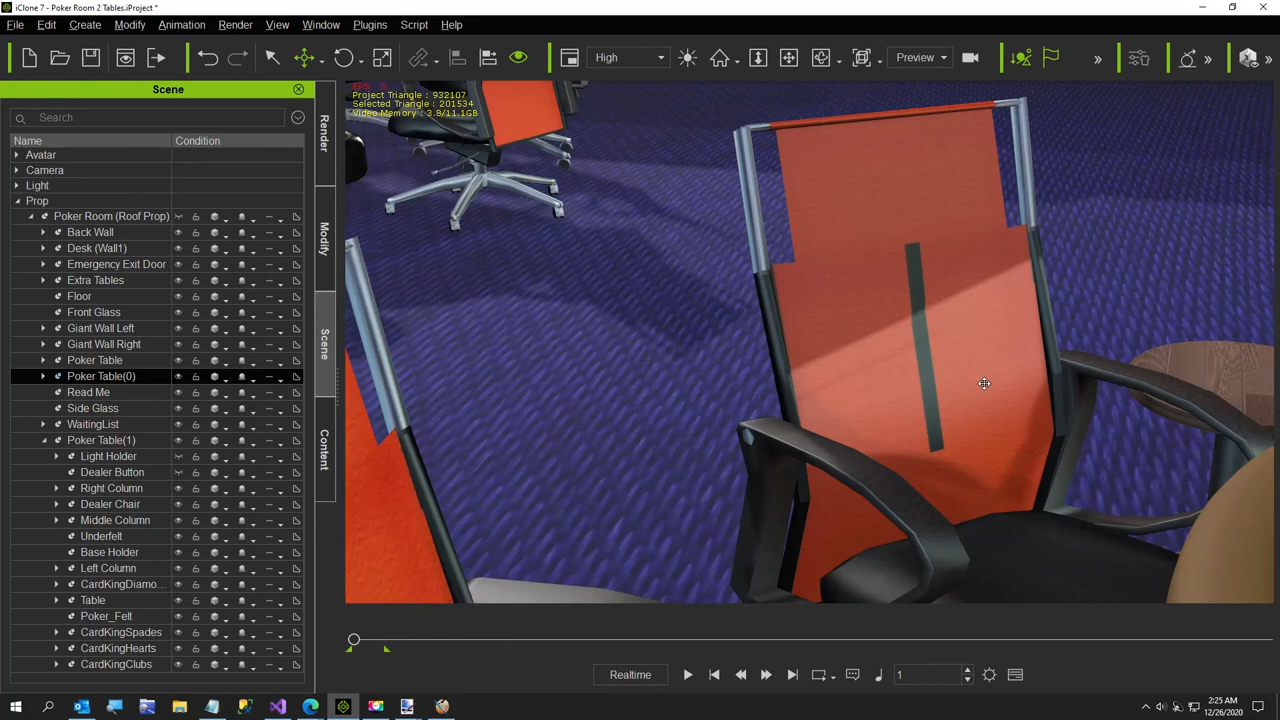 iClone 7 - Poker Room 2 Tables.iProject *
File Edit Create Modify Animation Render View Window Plugins Script Help
High
Preview
Scene
Search
Name Condition
Avatar
Camera
Light
Prop
Poker Room (Roof Prop)
Back Wall
Desk (Wall1)
Emergency Exit Door
Extra Tables
Floor
Front Glass
Giant Wall Left
Giant Wall Right
Poker Table
Poker Table(0)
Read Me
Side Glass
WaitingList
Poker Table(1)
Light Holder
Dealer Button
Right Column
Dealer Chair
Middle Column
Underfelt
Base Holder
Left Column
CardKingDiamo...
Table
Poker_Felt
CardKingSpades
CardKingHearts
CardKingClubs
Render
Modify
Scene
Content
Project Triangle : 932107
Selected Triangle : 201534
Video Memory : 3.8/11.1GB
Realtime
1
2:25 AM
12/26/2020